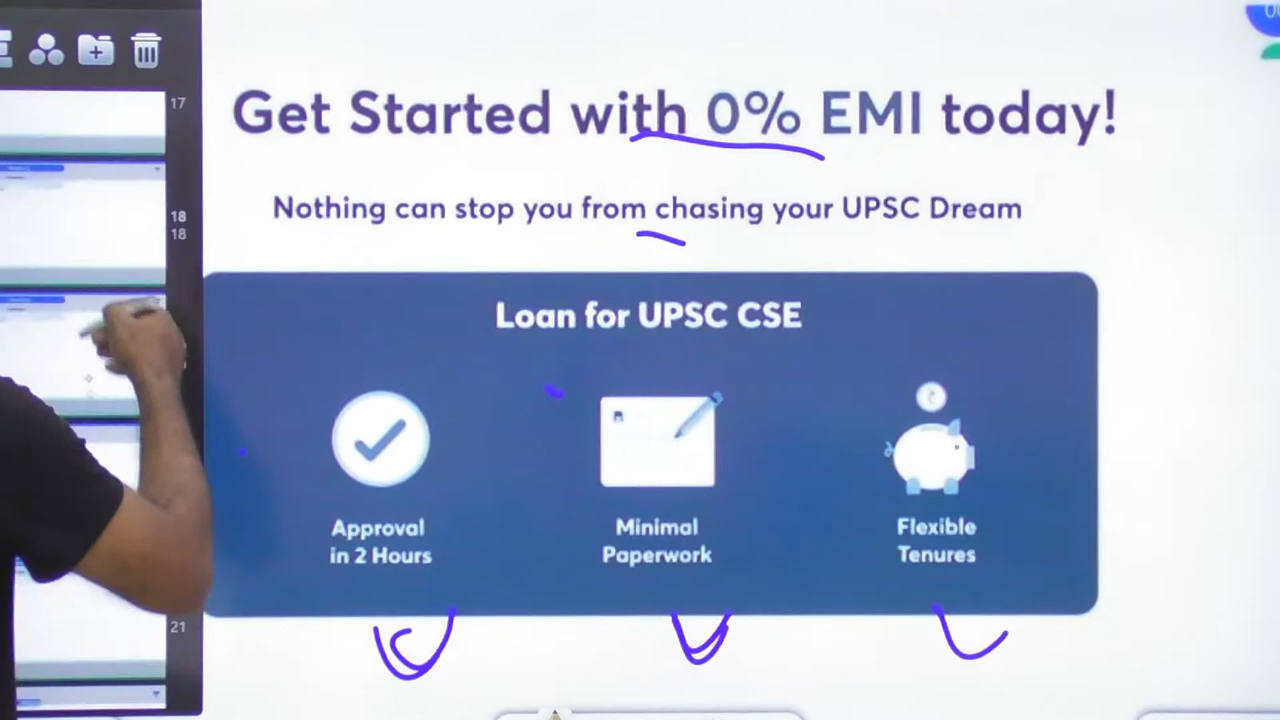 Get Started with 0% EMI today!
Nothing can stop you from chasing your UPSC Dream
Loan for UPSC CSE
Approval
in 2 Hours
Minimal
Paperwork
Flexible
Tenures
17
18
18
21